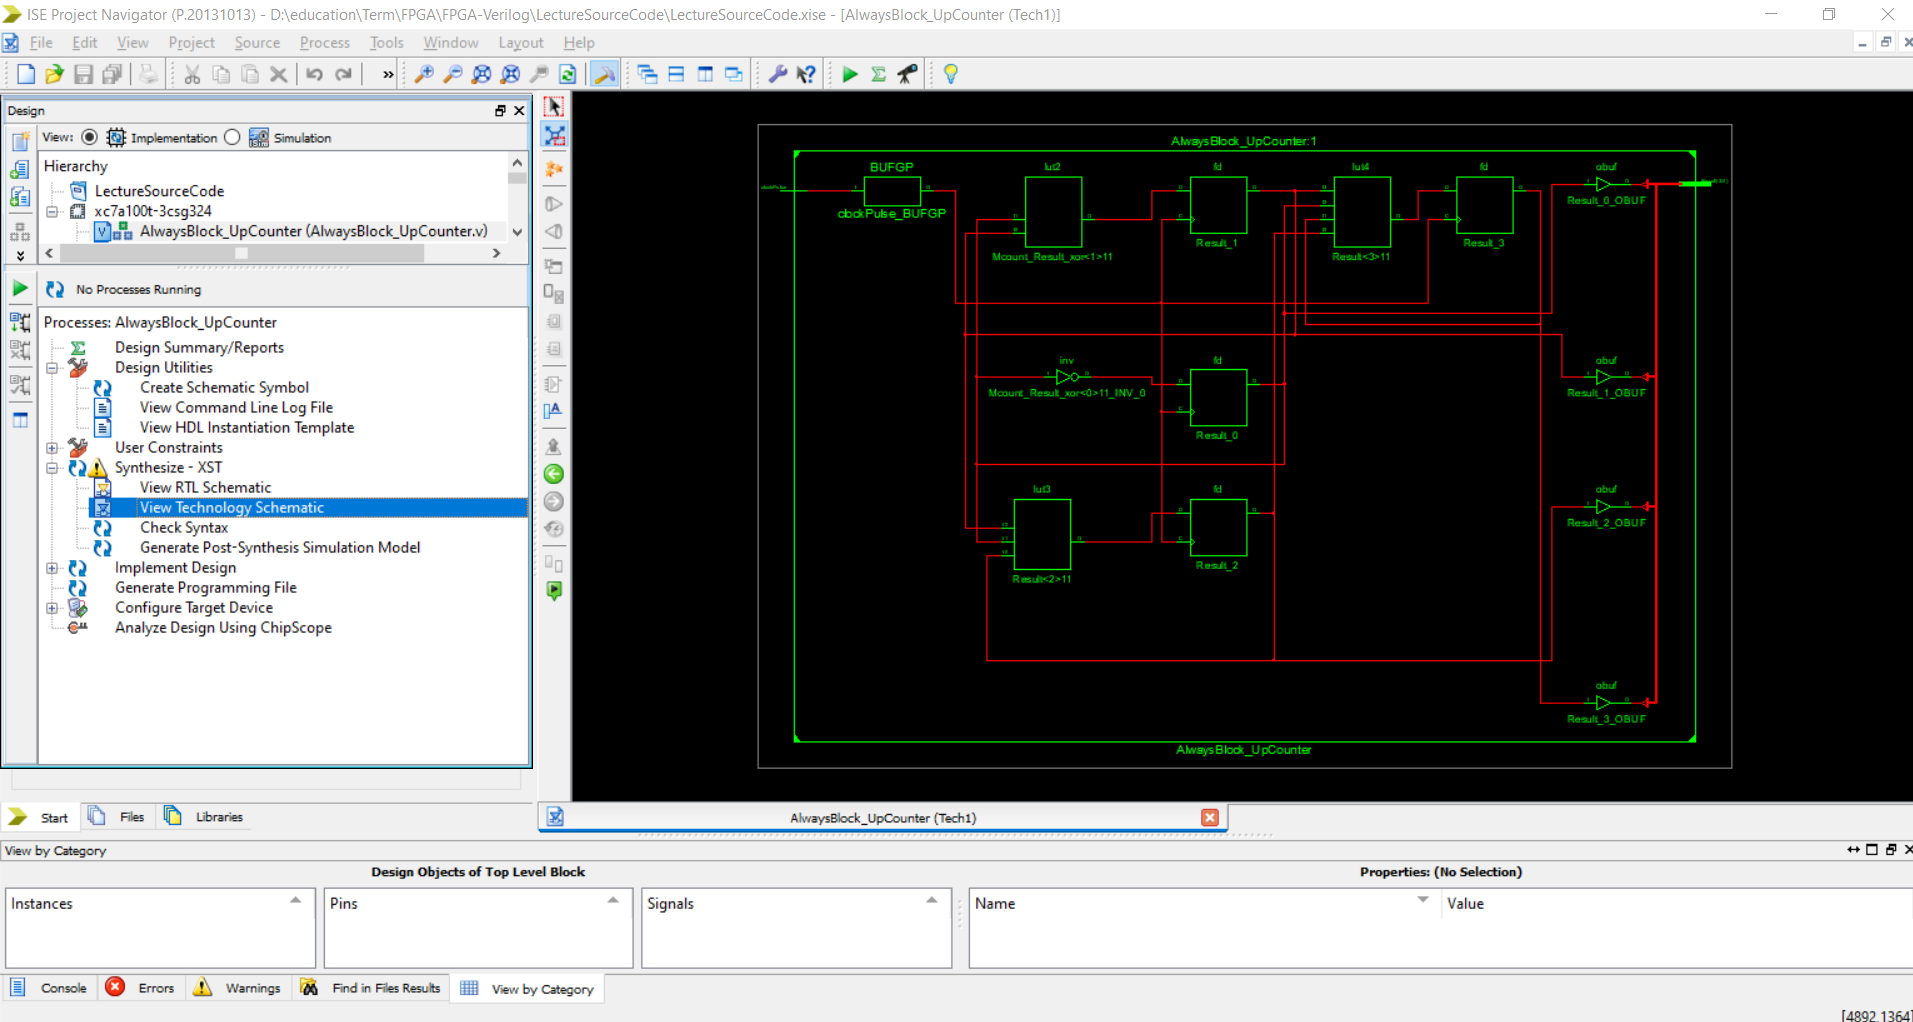 ISE Project Navigator (P.20131013) - D:\education\Term\FPGA\FPGA-Verilog\LectureSourceCode\LectureSourceCode.xise - [AlwaysBlock_UpCounter (Tech1)]
File Edit View Project Source Process Tools Window Layout Help
Design
View: Implementation Simulation
Hierarchy
LectureSourceCode
xc7a100t-3csg324
AlwaysBlock_UpCounter (AlwaysBlock_UpCounter.v)
No Processes Running
Processes: AlwaysBlock_UpCounter
Design Summary/Reports
Design Utilities
Create Schematic Symbol
View Command Line Log File
View HDL Instantiation Template
User Constraints
Synthesize - XST
View RTL Schematic
View Technology Schematic
Check Syntax
Generate Post-Synthesis Simulation Model
Implement Design
Generate Programming File
Configure Target Device
Analyze Design Using ChipScope
Start Files Libraries
AlwaysBlock_UpCounter:1
BUFGP
clockPulse_BUFGP
lut2
Mcount_Result_xor<1>11
fd
Result_1
lut4
Result<3>11
fd
Result_3
obuf
Result_0_OBUF
inv
Mcount_Result_xor<0>11_INV_0
fd
Result_0
obuf
Result_1_OBUF
lut3
Result<2>11
fd
Result_2
obuf
Result_2_OBUF
obuf
Result_3_OBUF
AlwaysBlock_UpCounter
AlwaysBlock_UpCounter (Tech1)
View by Category
Design Objects of Top Level Block
Properties: (No Selection)
Instances Pins Signals Name Value
Console Errors Warnings Find in Files Results View by Category
[4892,1364]